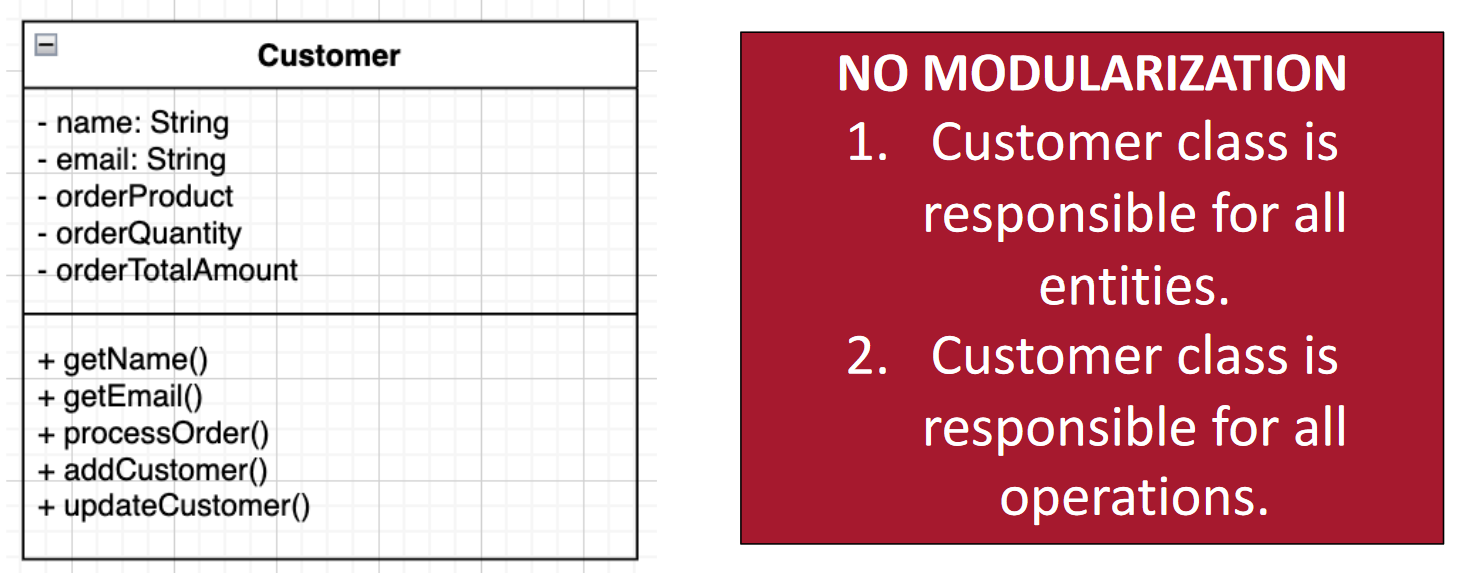 Customer
- name: String
- email: String
- orderProduct
- orderQuantity
- orderTotalAmount
+ getName()
+ getEmail()
+ processOrder()
+ addCustomer()
+ updateCustomer()
NO MODULARIZATION
1. Customer class is
responsible for all
entities.
2. Customer class is
responsible for all
operations.